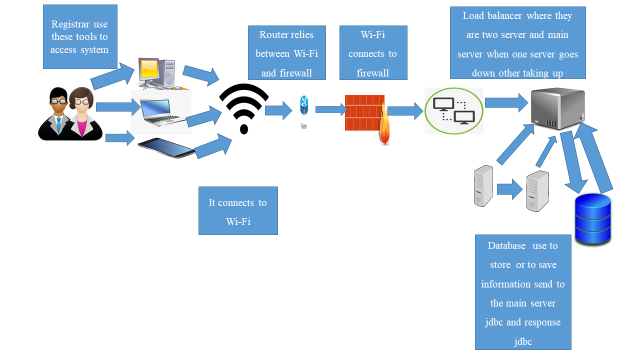 Registrar use
these tools to
access system
Router relies
between Wi-Fi
and firewall
Wi-Fi
connects to
firewall
Load balancer where they
are two server and main
server when one server goes
down other taking up
It connects to
Wi-Fi
Database use to
store or to save
information send to
the main server
jdbc and response
jdbc